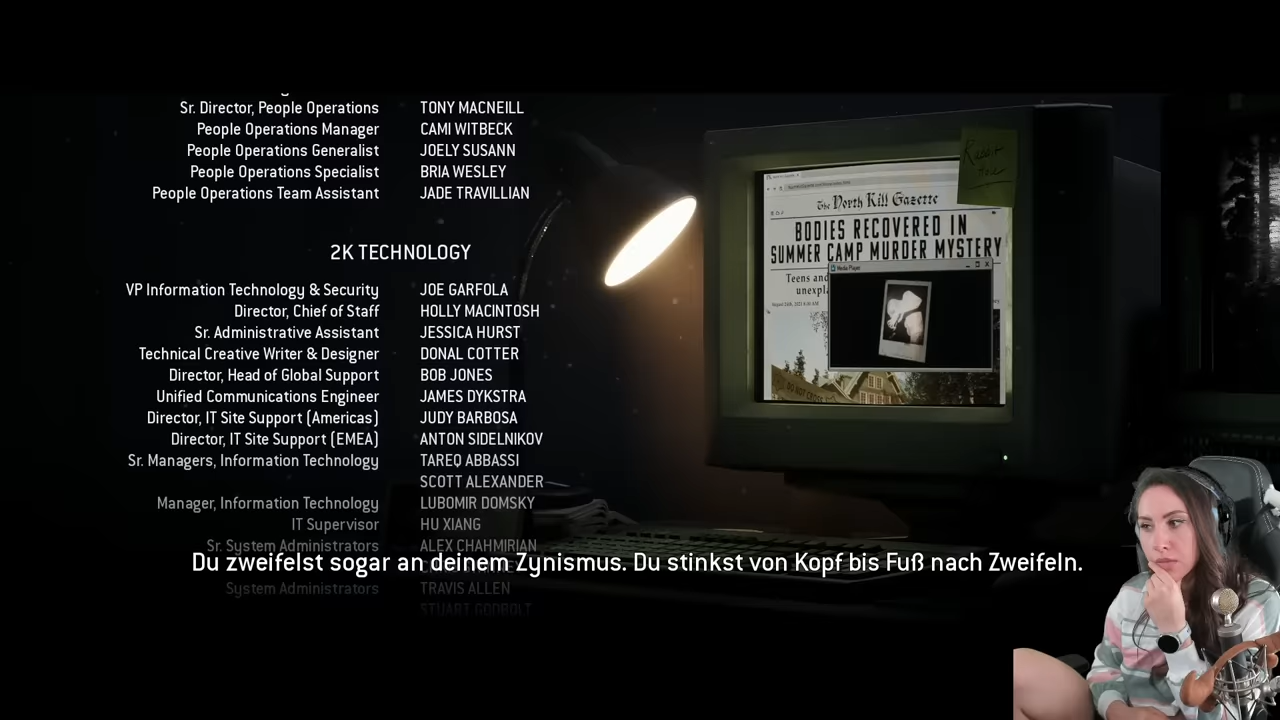 Sr. Director, People Operations TONY MACNEILL
People Operations Manager CAMI WITBECK
People Operations Generalist JOELY SUSANN
People Operations Specialist BRIA WESLEY
People Operations Team Assistant JADE TRAVILLIAN
2K TECHNOLOGY
VP Information Technology & Security JOE GARFOLA
Director, Chief of Staff HOLLY MACINTOSH
Sr. Administrative Assistant JESSICA HURST
Technical Creative Writer & Designer DONAL COTTER
Director, Head of Global Support BOB JONES
Unified Communications Engineer JAMES DYKSTRA
Director, IT Site Support (Americas) JUDY BARBOSA
Director, IT Site Support (EMEA) ANTON SIDELNIKOV
Sr. Managers, Information Technology TAREQ ABBASSI
SCOTT ALEXANDER
Manager, Information Technology LUBOMIR DOMSKY
IT Supervisor HU XIANG
Sr. System Administrators ALEX CHAHMIRIAN
Du zweifelst sogar an deinem Zynismus. Du stinkst von Kopf bis Fuß nach Zweifeln.
System Administrators TRAVIS ALLEN
STUART GODBOLT
The North Kill Gazette
BODIES RECOVERED IN
SUMMER CAMP MURDER MYSTERY
Teens and
Media Player